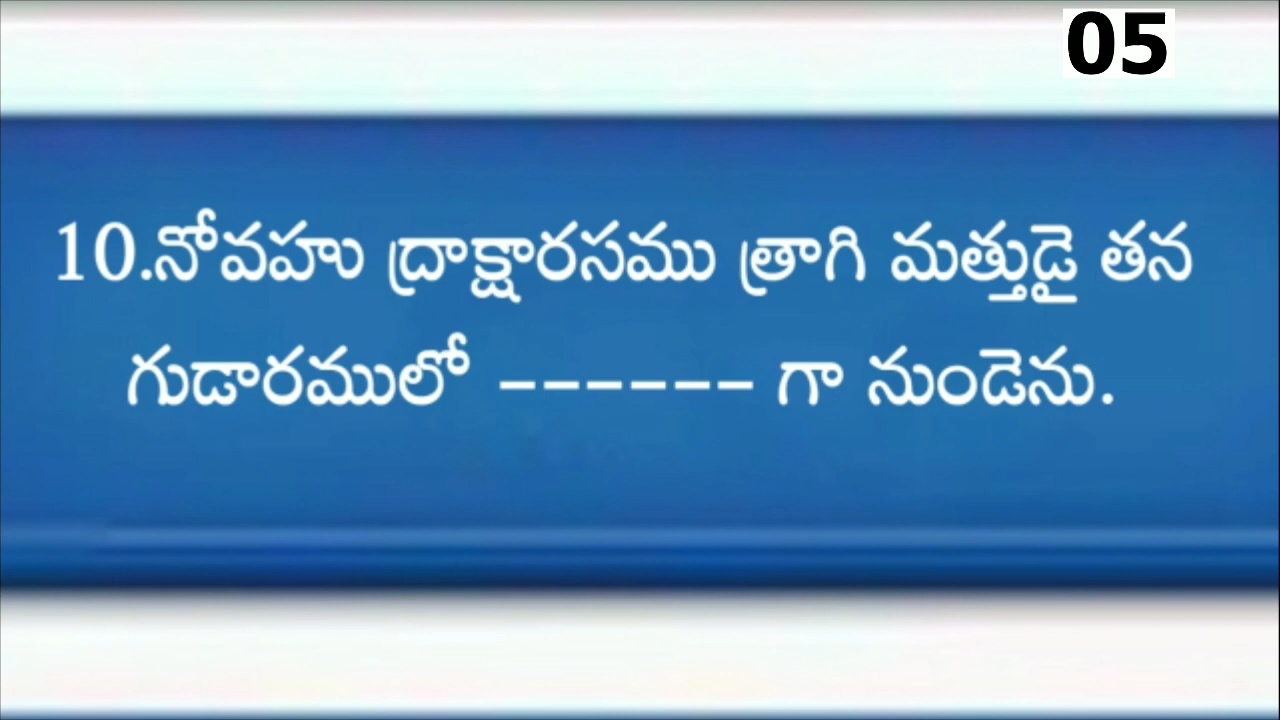 05
10.నోవహు ద్రాక్షారసము త్రాగి మత్తుడై తన
గుడారములో ------ గా నుండెను.